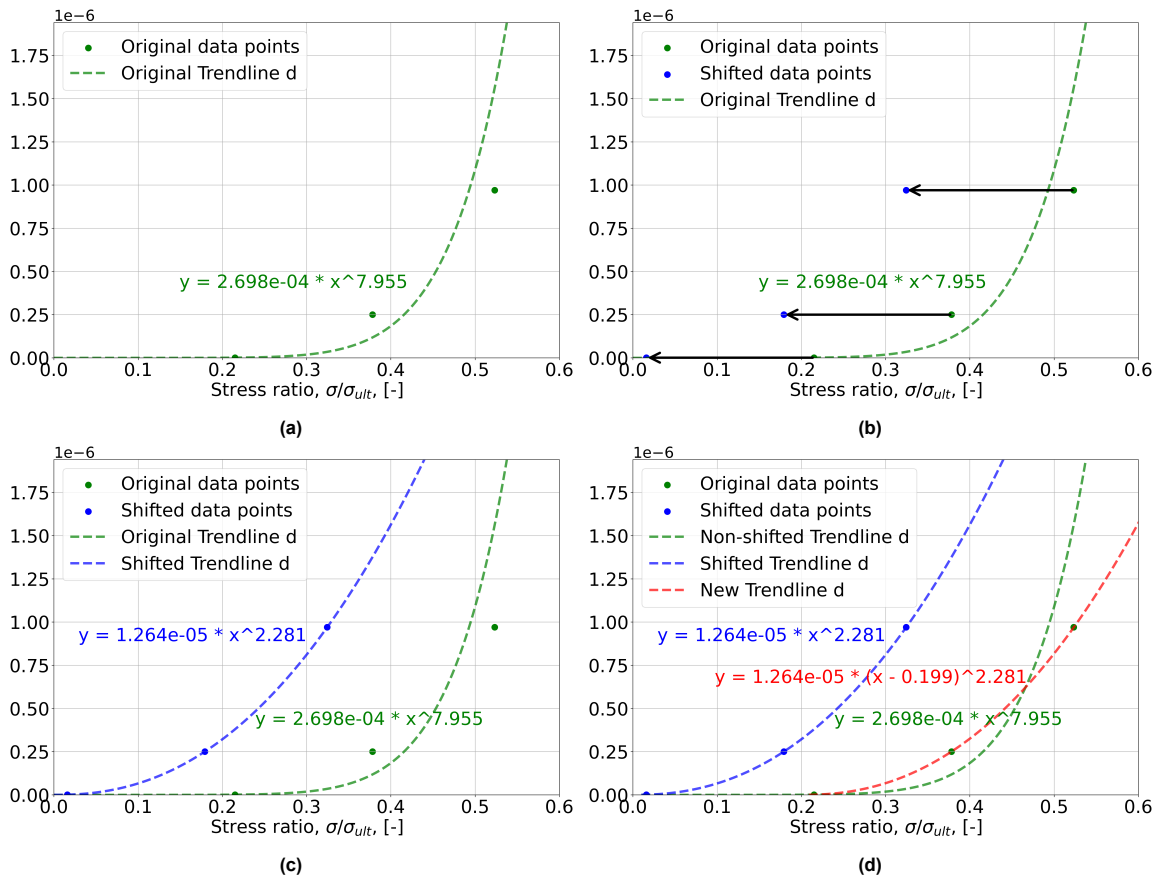 1e−6
1.75
1.50
1.25
1.00
0.75
0.50
0.25
0.00
0.0 0.1 0.2 0.3 0.4 0.5 0.6
Original data points
Original Trendline d
y = 2.698e-04 * x^7.955
Stress ratio, σ/σ_ult, [-]
(a)
1e−6
1.75
1.50
1.25
1.00
0.75
0.50
0.25
0.00
0.0 0.1 0.2 0.3 0.4 0.5 0.6
Original data points
Shifted data points
Original Trendline d
y = 2.698e-04 * x^7.955
Stress ratio, σ/σ_ult, [-]
(b)
1e−6
1.75
1.50
1.25
1.00
0.75
0.50
0.25
0.00
0.0 0.1 0.2 0.3 0.4 0.5 0.6
Original data points
Shifted data points
Original Trendline d
Shifted Trendline d
y = 1.264e-05 * x^2.281
y = 2.698e-04 * x^7.955
Stress ratio, σ/σ_ult, [-]
(c)
1e−6
1.75
1.50
1.25
1.00
0.75
0.50
0.25
0.00
0.0 0.1 0.2 0.3 0.4 0.5 0.6
Original data points
Shifted data points
Non-shifted Trendline d
Shifted Trendline d
New Trendline d
y = 1.264e-05 * x^2.281
y = 1.264e-05 * (x - 0.199)^2.281
y = 2.698e-04 * x^7.955
Stress ratio, σ/σ_ult, [-]
(d)